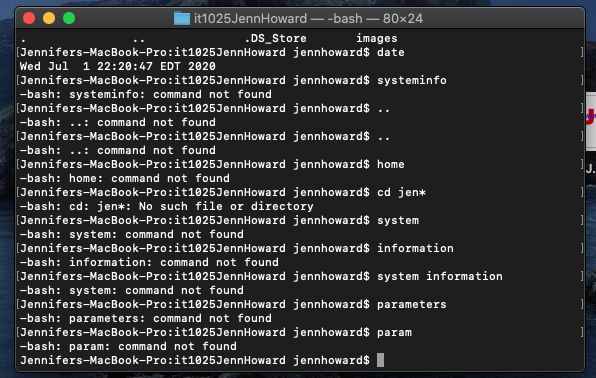 it1025JennHoward — -bash — 80×24
. .. .DS_Store images
[Jennifers-MacBook-Pro:it1025JennHoward jennhoward$ date ]
Wed Jul  1 22:20:47 EDT 2020
[Jennifers-MacBook-Pro:it1025JennHoward jennhoward$ systeminfo ]
-bash: systeminfo: command not found
[Jennifers-MacBook-Pro:it1025JennHoward jennhoward$ .. ]
-bash: ..: command not found
[Jennifers-MacBook-Pro:it1025JennHoward jennhoward$ .. ]
-bash: ..: command not found
[Jennifers-MacBook-Pro:it1025JennHoward jennhoward$ home ]
-bash: home: command not found
[Jennifers-MacBook-Pro:it1025JennHoward jennhoward$ cd jen* ]
-bash: cd: jen*: No such file or directory
[Jennifers-MacBook-Pro:it1025JennHoward jennhoward$ system ]
-bash: system: command not found
[Jennifers-MacBook-Pro:it1025JennHoward jennhoward$ information ]
-bash: information: command not found
[Jennifers-MacBook-Pro:it1025JennHoward jennhoward$ system information ]
-bash: system: command not found
[Jennifers-MacBook-Pro:it1025JennHoward jennhoward$ parameters ]
-bash: parameters: command not found
[Jennifers-MacBook-Pro:it1025JennHoward jennhoward$ param ]
-bash: param: command not found
Jennifers-MacBook-Pro:it1025JennHoward jennhoward$
J.